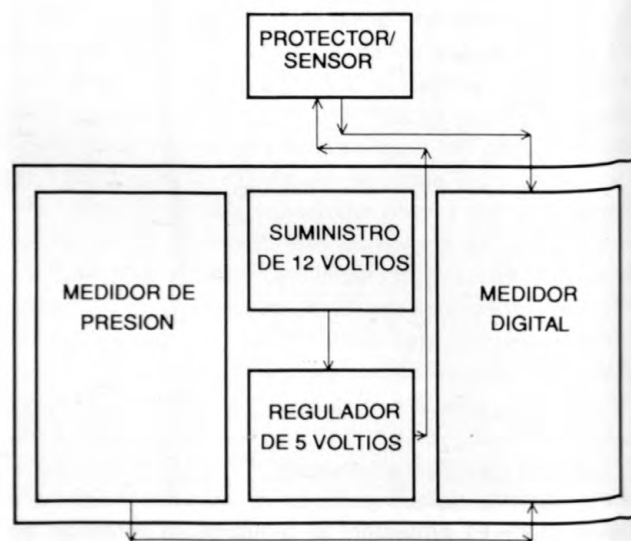 PROTECTOR/
SENSOR
SUMINISTRO
DE 12 VOLTIOS
MEDIDOR DE
PRESION
MEDIDOR
DIGITAL
REGULADOR
DE 5 VOLTIOS